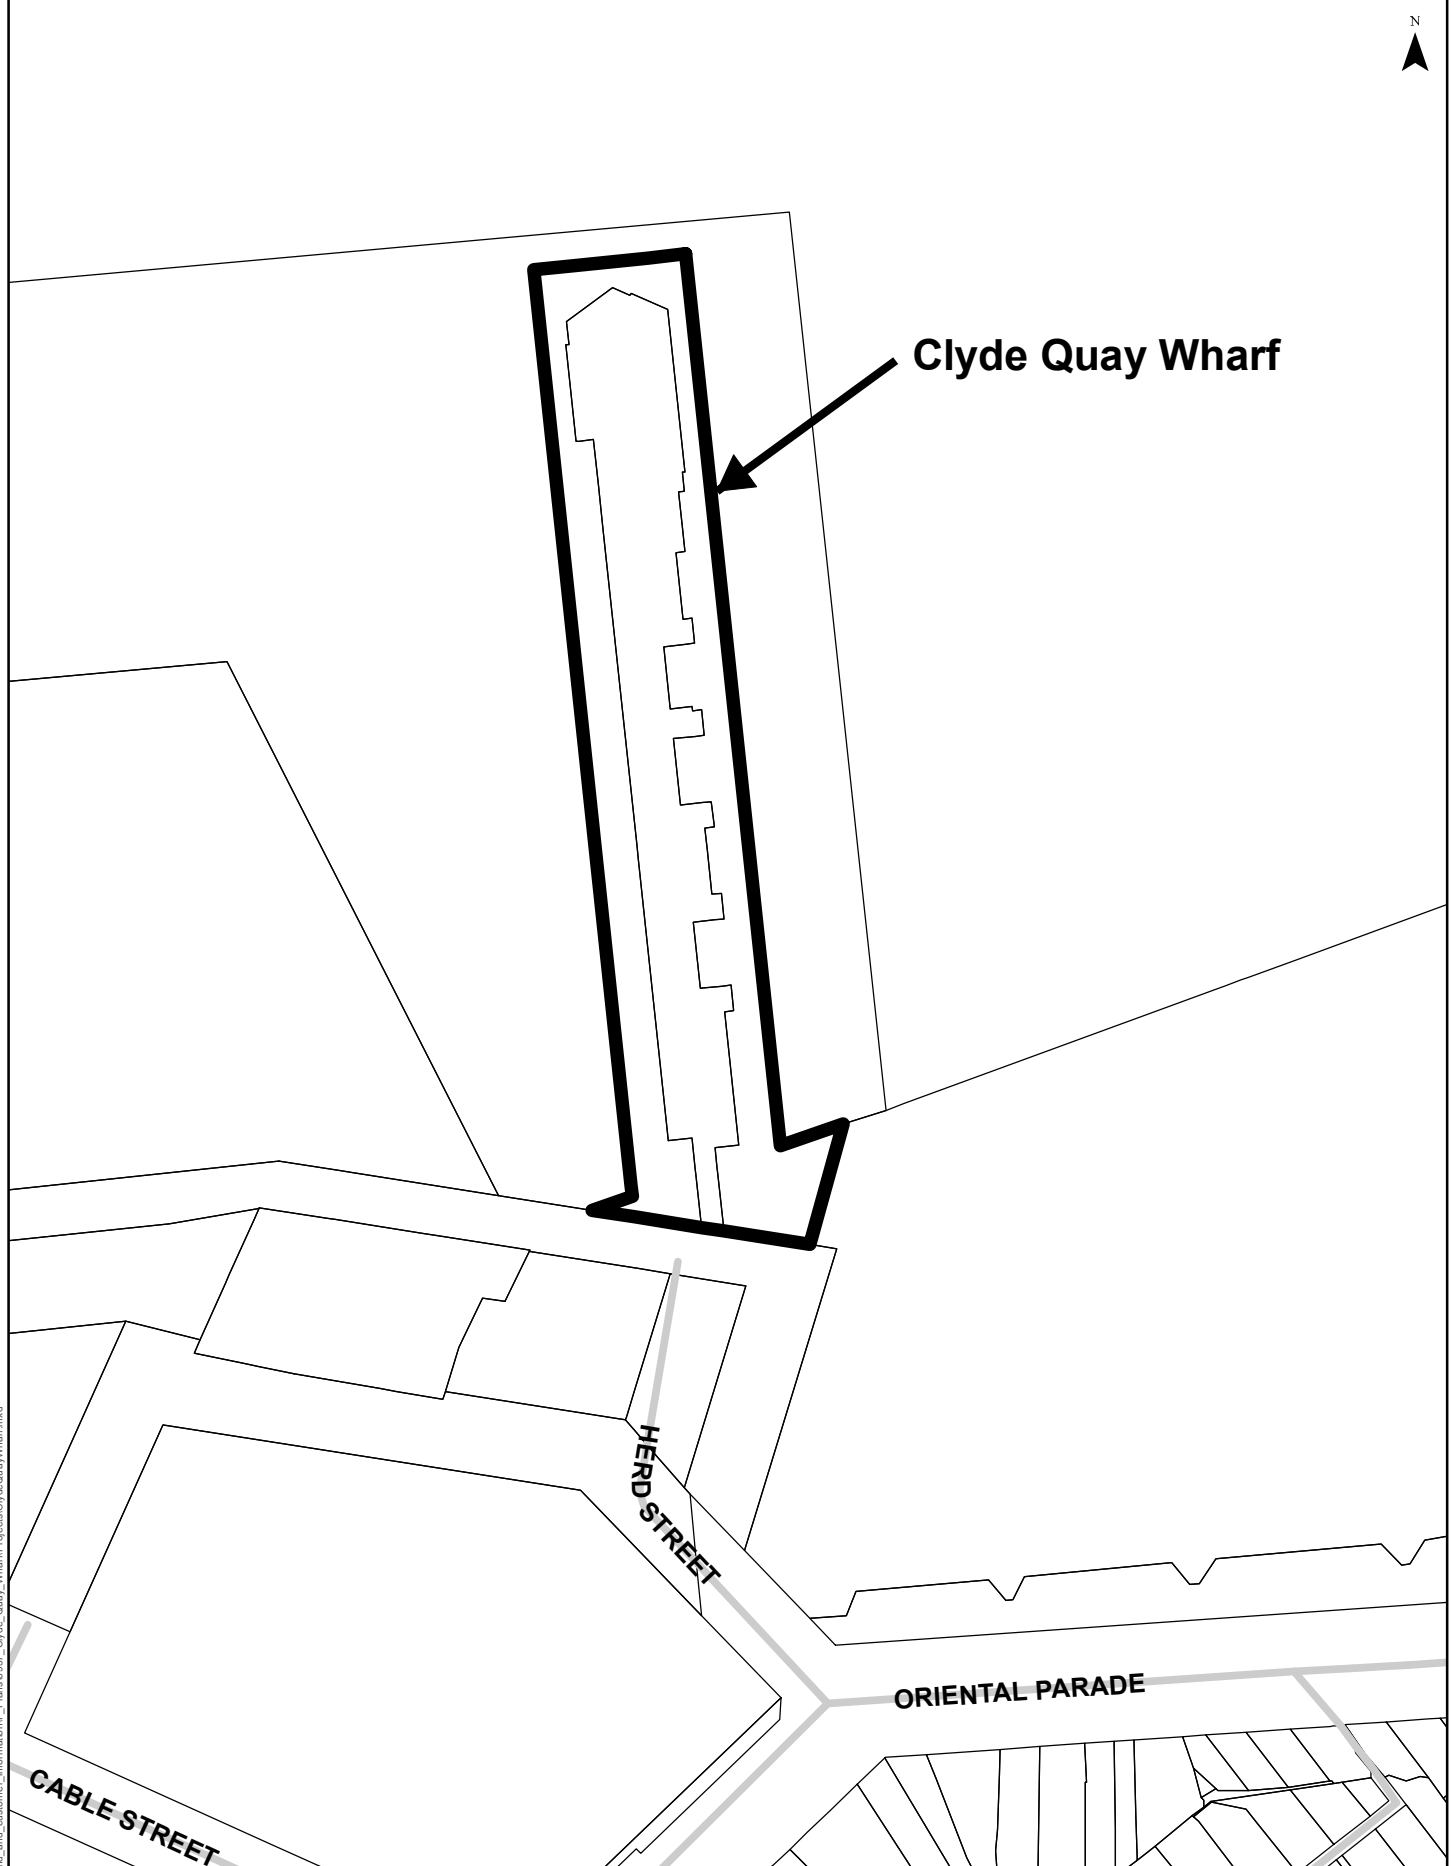 N
Clyde Quay Wharf
HERD STREET
ORIENTAL PARADE
CABLE STREET